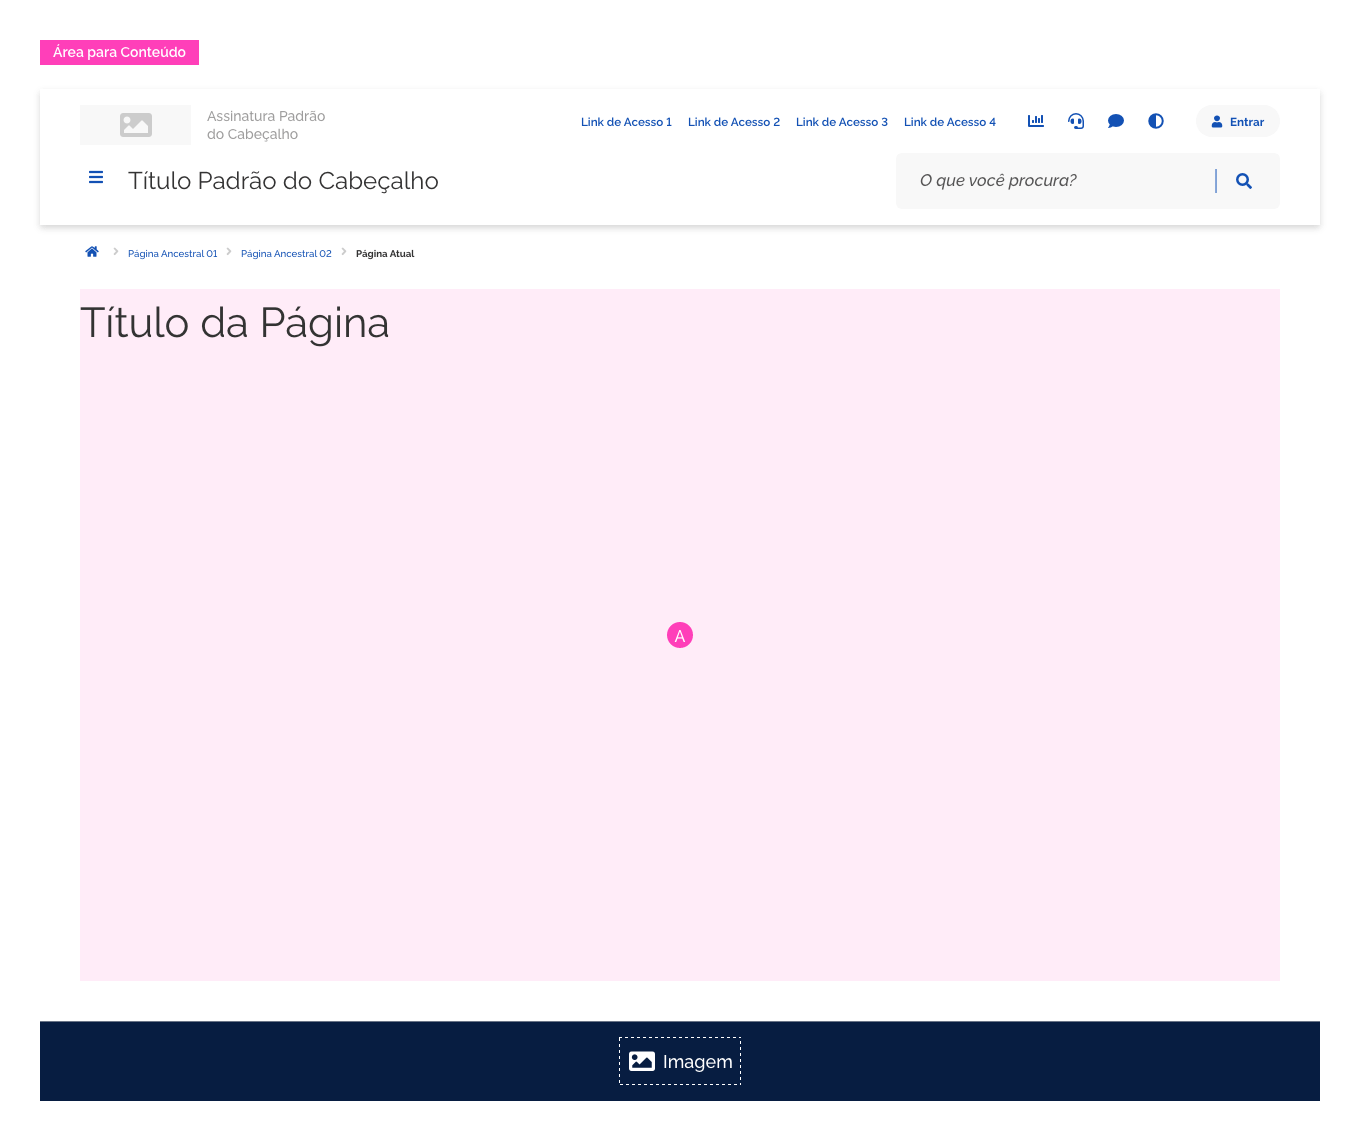 Área para Conteúdo
Assinatura Padrão
do Cabeçalho
Link de Acesso 1 Link de Acesso 2 Link de Acesso 3 Link de Acesso 4 Entrar
Título Padrão do Cabeçalho
O que você procura?
Página Ancestral 01 Página Ancestral 02 Página Atual
Título da Página
A
Imagem